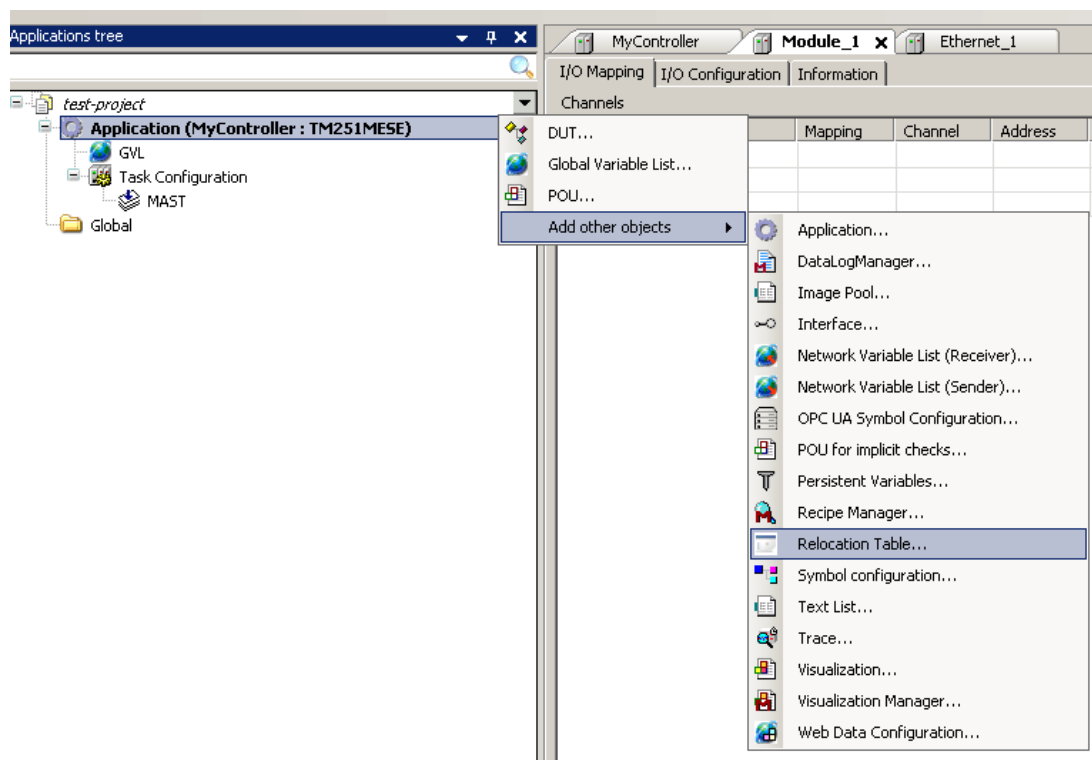 Applications tree
MyController
Module_1
Ethernet_1
I/O Mapping
I/O Configuration
Information
test-project
Channels
Application (MyController : TM251MESE)
GVL
Task Configuration
MAST
Global
DUT...
Global Variable List...
POU...
Add other objects
Mapping
Channel
Address
Application...
DataLogManager...
Image Pool...
Interface...
Network Variable List (Receiver)...
Network Variable List (Sender)...
OPC UA Symbol Configuration...
POU for implicit checks...
Persistent Variables...
Recipe Manager...
Relocation Table...
Symbol configuration...
Text List...
Trace...
Visualization...
Visualization Manager...
Web Data Configuration...